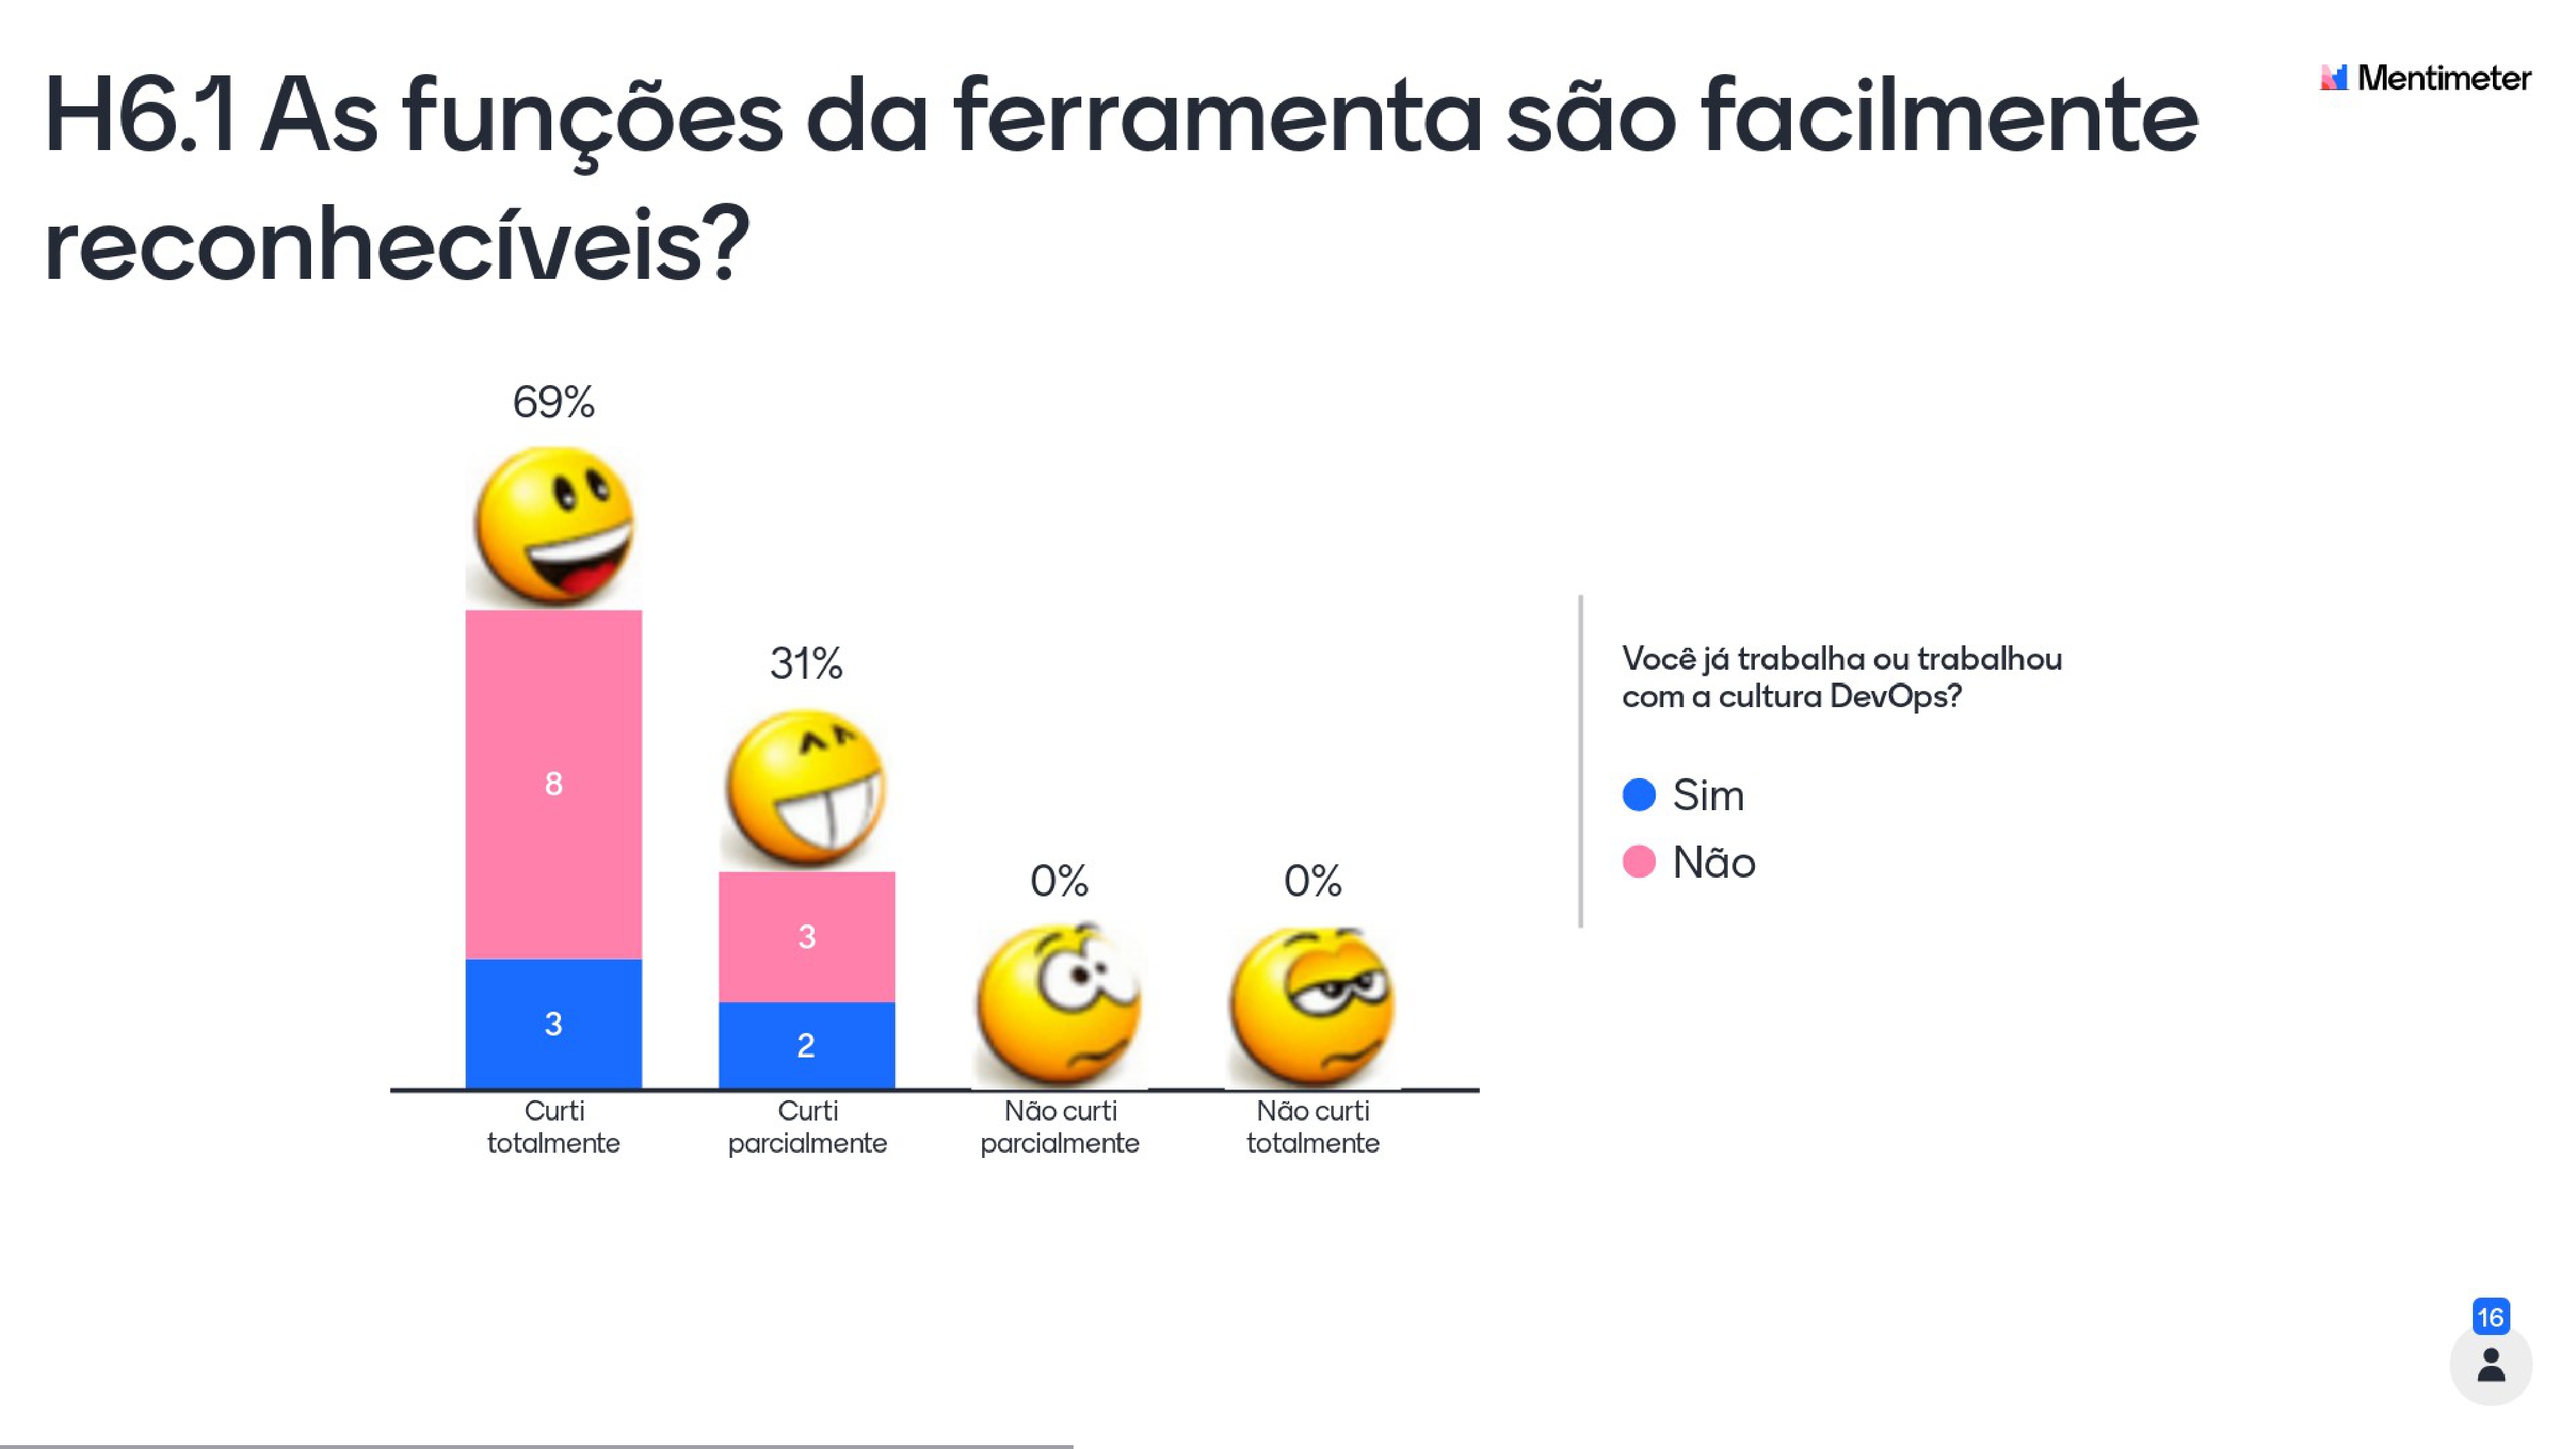 H6.1 As funções da ferramenta são facilmente
reconhecíveis?
Mentimeter
69%
31%
0%
0%
8
3
3
2
Curti
totalmente
Curti
parcialmente
Não curti
parcialmente
Não curti
totalmente
Você já trabalha ou trabalhou
com a cultura DevOps?
Sim
Não
16